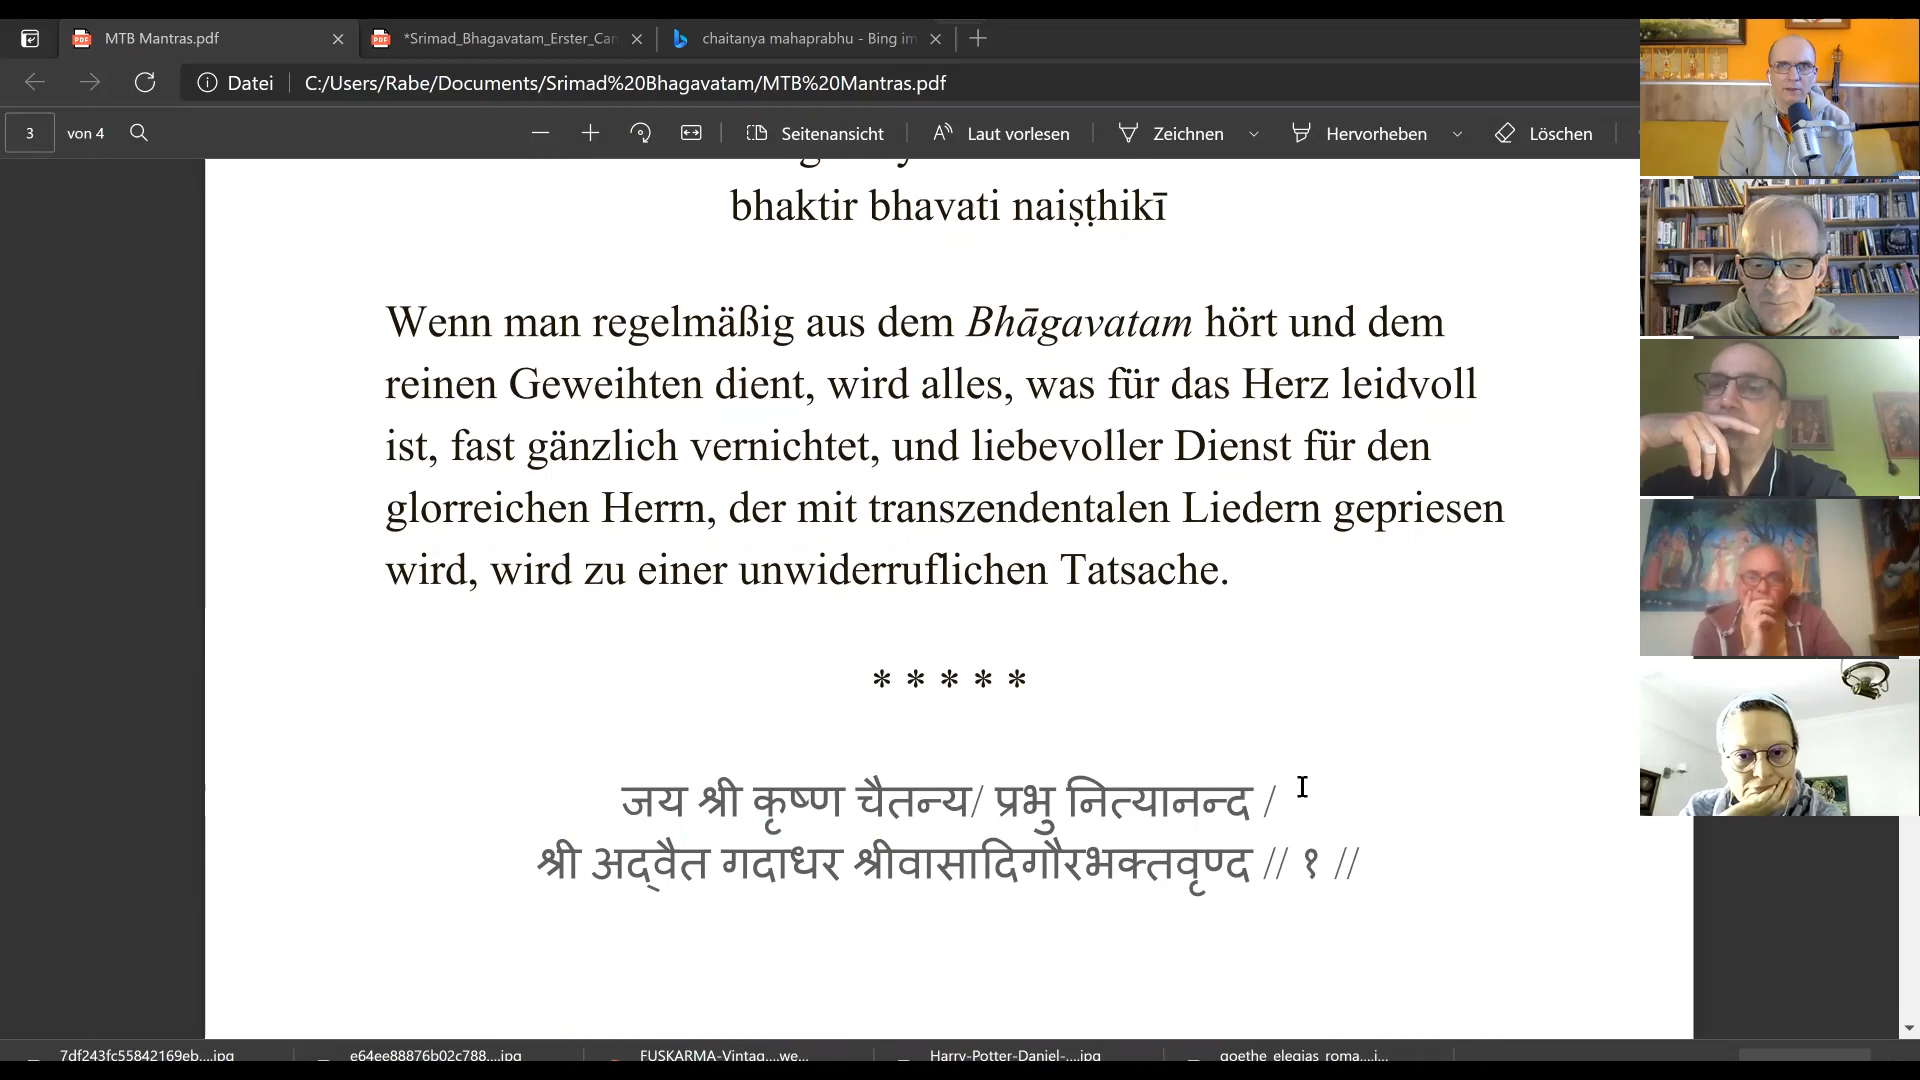 MTB Mantras.pdf
*Srimad_Bhagavatam_Erster_Can
chaitanya mahaprabhu - Bing im
Datei
C:/Users/Rabe/Documents/Srimad%20Bhagavatam/MTB%20Mantras.pdf
3 von 4
Seitenansicht
Laut vorlesen
Zeichnen
Hervorheben
Löschen
bhaktir bhavati naiṣṭhikī
Wenn man regelmäßig aus dem Bhāgavatam hört und dem
reinen Geweihten dient, wird alles, was für das Herz leidvoll
ist, fast gänzlich vernichtet, und liebevoller Dienst für den
glorreichen Herrn, der mit transzendentalen Liedern gepriesen
wird, wird zu einer unwiderruflichen Tatsache.
* * * * *
जय श्री कृष्ण चैतन्य/ प्रभु नित्यानन्द /
श्री अद्वैत गदाधर श्रीवासादिगौरभक्तवृण्द // १ //
7df243fc55842169eb....jpg
e64ee88876b02c788....jpg
FUSKARMA-Vintag....we...
Harry-Potter-Daniel-....jpg
goethe_elegias_roma....j...